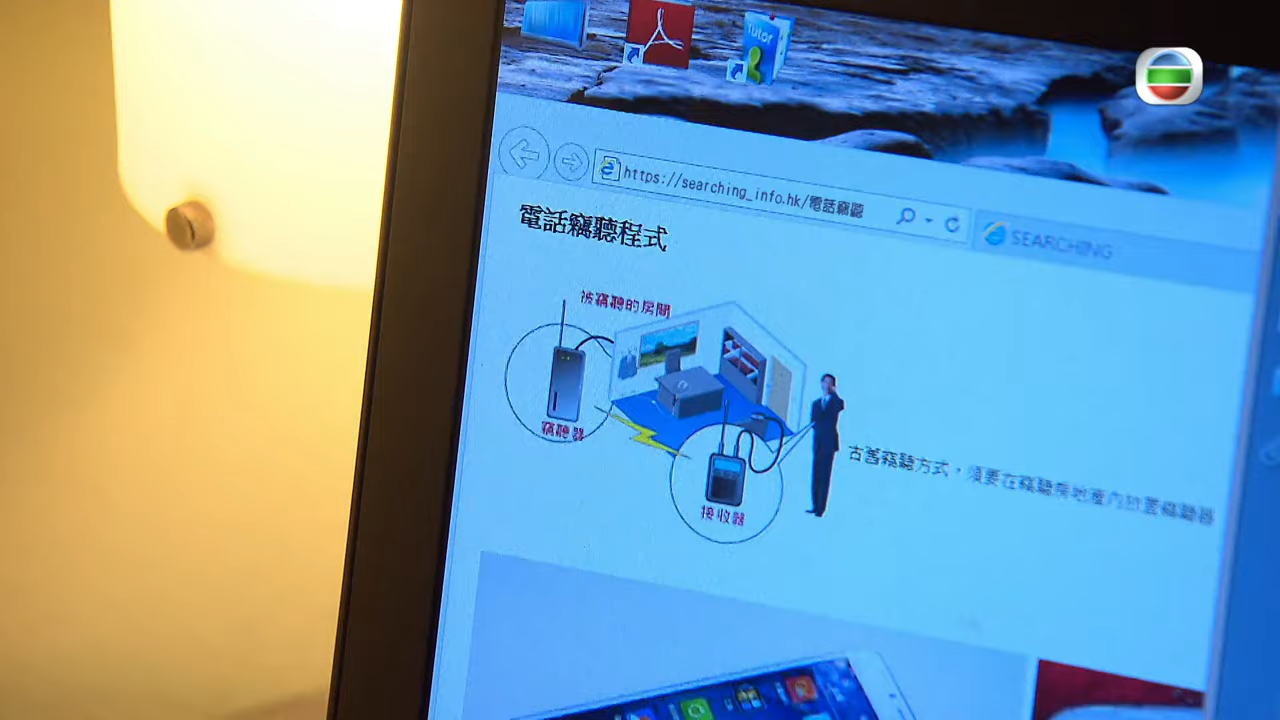 Tutor
https://searching_info.hk/電話竊聽
SEARCHING
電話竊聽程式
被竊聽的房間
竊聽器
接收器
古舊竊聽方式，須要在竊聽房地產內放置竊聽器